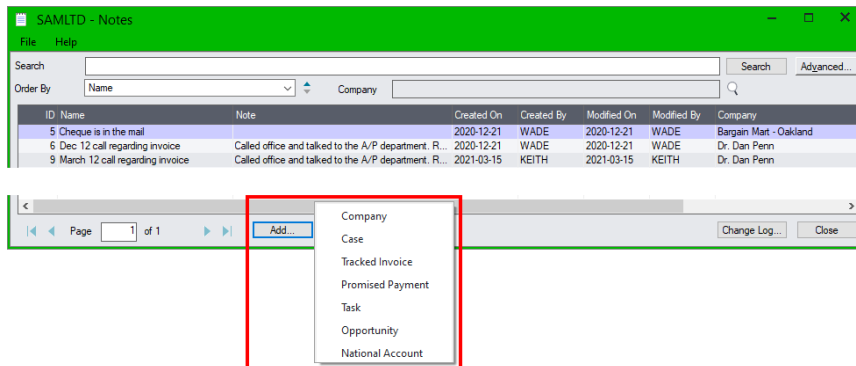 SAMLTD - Notes
File Help
Search Search Advanced...
Order By Name Company
ID Name Note Created On Created By Modified On Modified By Company
5 Cheque is in the mail 2020-12-21 WADE 2020-12-21 WADE Bargain Mart - Oakland
6 Dec 12 call regarding invoice Called office and talked to the A/P department. R... 2020-12-21 WADE 2020-12-21 WADE Dr. Dan Penn
9 March 12 call regarding invoice Called office and talked to the A/P department. R... 2021-03-15 KEITH 2021-03-15 KEITH Dr. Dan Penn
Page 1 of 1 Add... Change Log... Close
Company
Case
Tracked Invoice
Promised Payment
Task
Opportunity
National Account